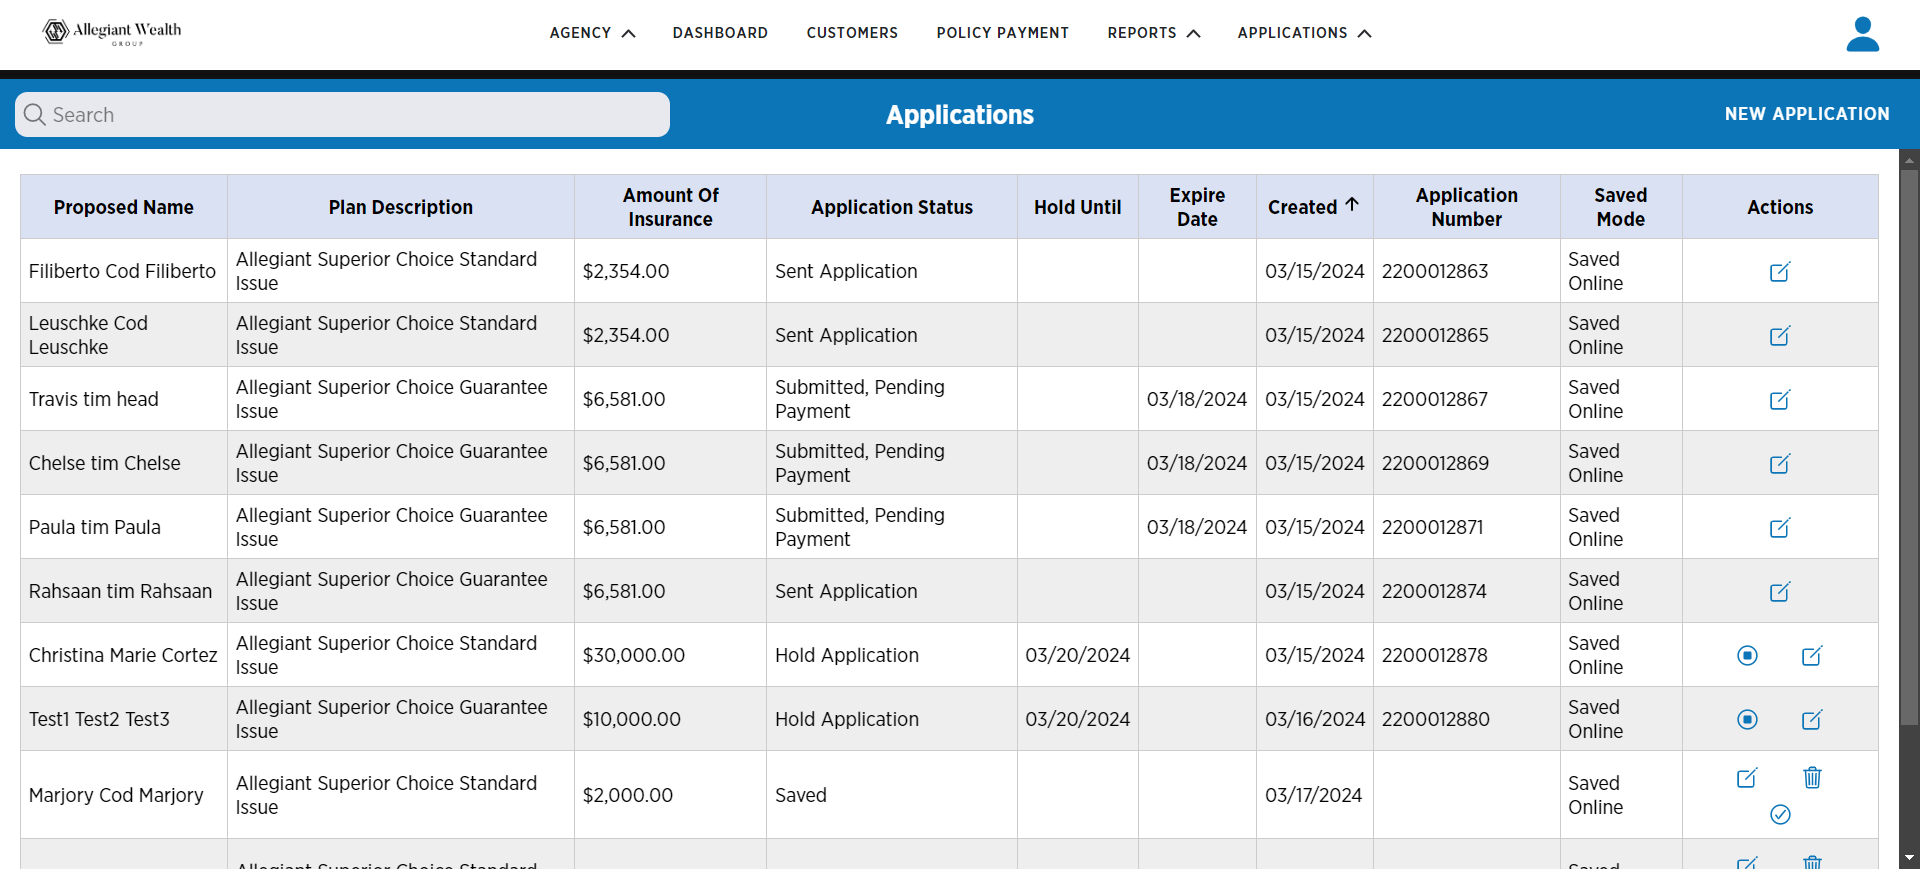 Allegiant Wealth
GROUP
AGENCY DASHBOARD CUSTOMERS POLICY PAYMENT REPORTS APPLICATIONS
Search
Applications
NEW APPLICATION
Proposed Name Plan Description Amount Of Insurance Application Status Hold Until Expire Date Created Application Number Saved Mode Actions
Filiberto Cod Filiberto Allegiant Superior Choice Standard Issue $2,354.00 Sent Application 03/15/2024 2200012863 Saved Online
Leuschke Cod Leuschke Allegiant Superior Choice Standard Issue $2,354.00 Sent Application 03/15/2024 2200012865 Saved Online
Travis tim head Allegiant Superior Choice Guarantee Issue $6,581.00 Submitted, Pending Payment 03/18/2024 03/15/2024 2200012867 Saved Online
Chelse tim Chelse Allegiant Superior Choice Guarantee Issue $6,581.00 Submitted, Pending Payment 03/18/2024 03/15/2024 2200012869 Saved Online
Paula tim Paula Allegiant Superior Choice Guarantee Issue $6,581.00 Submitted, Pending Payment 03/18/2024 03/15/2024 2200012871 Saved Online
Rahsaan tim Rahsaan Allegiant Superior Choice Guarantee Issue $6,581.00 Sent Application 03/15/2024 2200012874 Saved Online
Christina Marie Cortez Allegiant Superior Choice Standard Issue $30,000.00 Hold Application 03/20/2024 03/15/2024 2200012878 Saved Online
Test1 Test2 Test3 Allegiant Superior Choice Guarantee Issue $10,000.00 Hold Application 03/20/2024 03/16/2024 2200012880 Saved Online
Marjory Cod Marjory Allegiant Superior Choice Standard Issue $2,000.00 Saved 03/17/2024 Saved Online
Allegiant Superior Choice Standard Saved